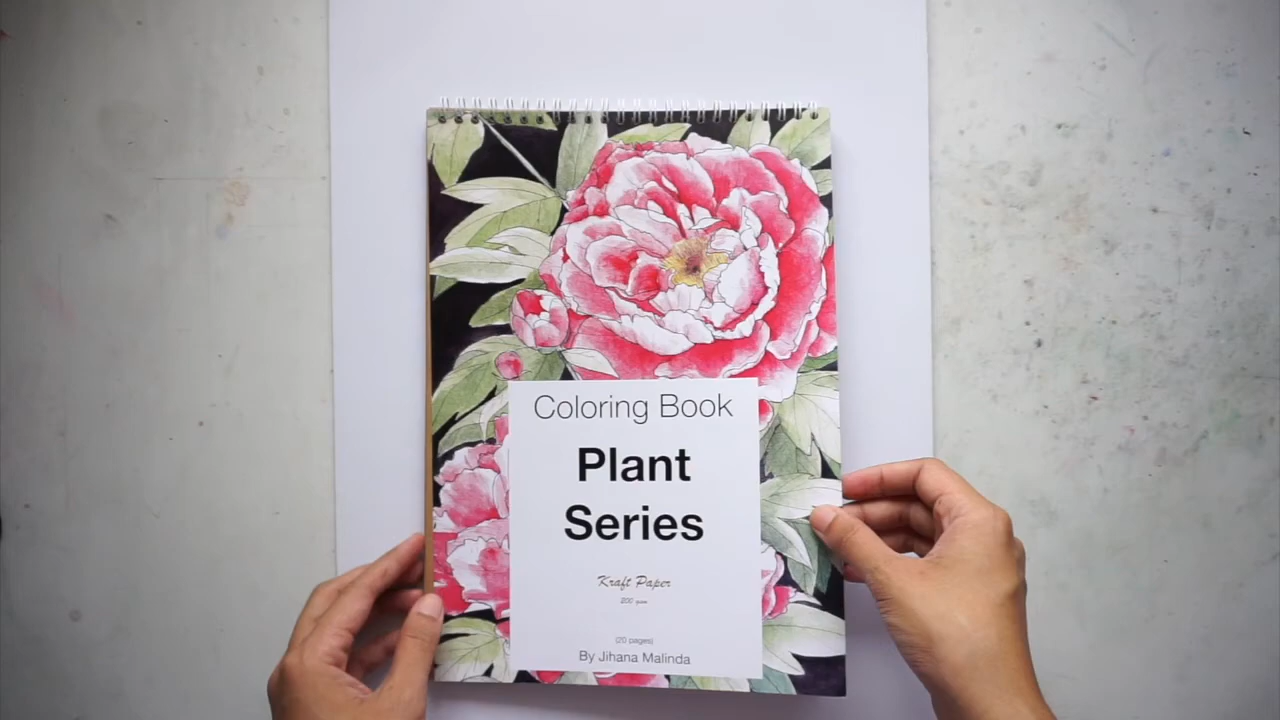 Coloring Book
Plant
Series
Kraft Paper
200 gsm
(20 pages)
By Jihana Malinda